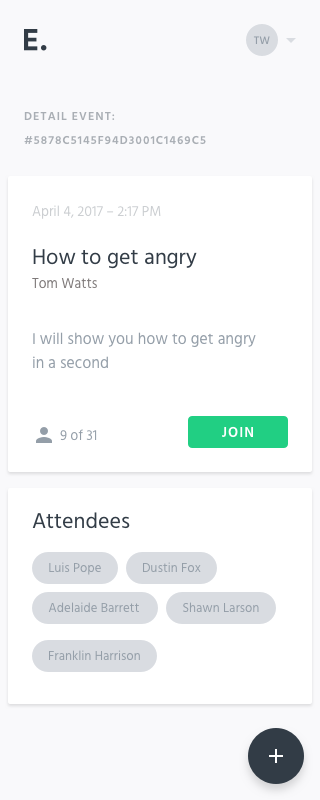 E.
TW
DETAIL EVENT:
#5878C5145F94D3001C1469C5
April 4, 2017 – 2:17 PM
How to get angry
Tom Watts
I will show you how to get angry
in a second
9 of 31
JOIN
Attendees
Luis Pope
Dustin Fox
Adelaide Barrett
Shawn Larson
Franklin Harrison
+